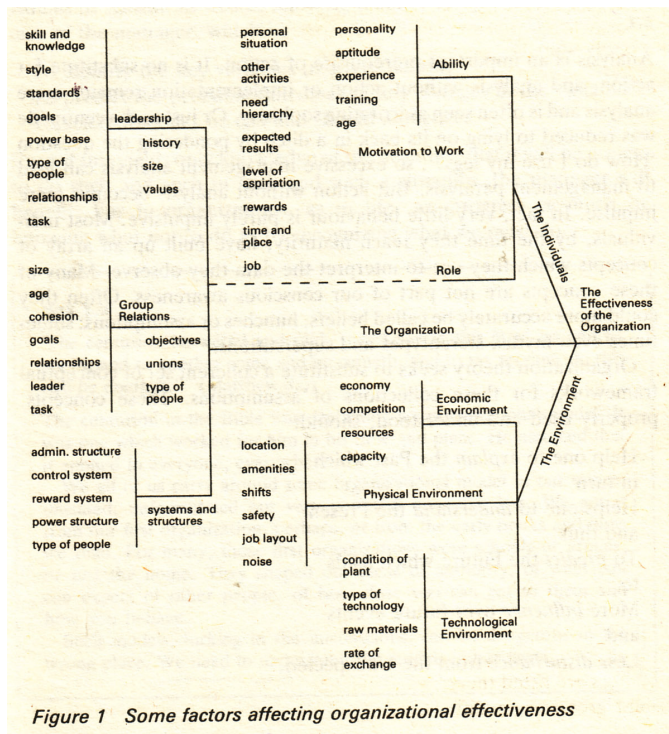 skill and
knowledge
style
standards
goals
power base
type of
people
relationships
task
leadership
history
size
values
personal
situation
other
activities
need
hierarchy
expected
results
level of
aspiration
rewards
time and
place
job
personality
aptitude
experience
training
age
Ability
Motivation to Work
Role
The Individuals
size
age
cohesion
goals
relationships
leader
task
Group
Relations
objectives
unions
type of
people
The Organization
The
Effectiveness
of the
Organization
admin. structure
control system
reward system
power structure
type of people
systems and
structures
location
amenities
shifts
safety
job layout
noise
economy
competition
resources
capacity
Economic
Environment
Physical Environment
The Environment
condition of
plant
type of
technology
raw materials
rate of
exchange
Technological
Environment
Figure 1 Some factors affecting organizational effectiveness